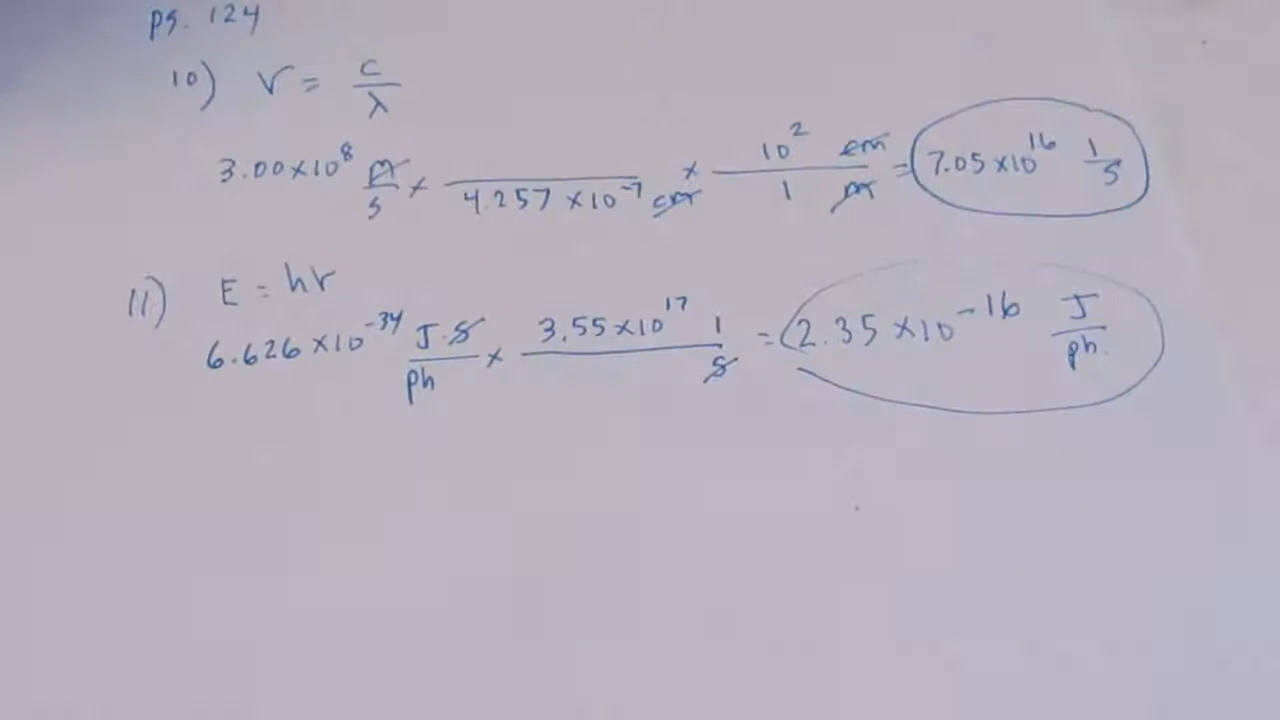 pg. 124
10) ν = c/λ
3.00×10⁸ m/s × 1/4.257×10⁻⁷ cm × 10² cm/1 m = 7.05×10¹⁶ 1/s
11) E = hν
6.626×10⁻³⁴ J·s/ph × 3.55×10¹⁷ 1/s = 2.35×10⁻¹⁶ J/ph.